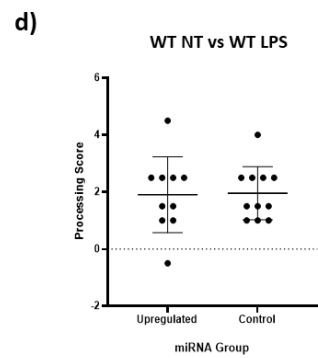 d)
WT NT vs WT LPS
6
4
2
0
-2
Processing Score
Upregulated Control
miRNA Group